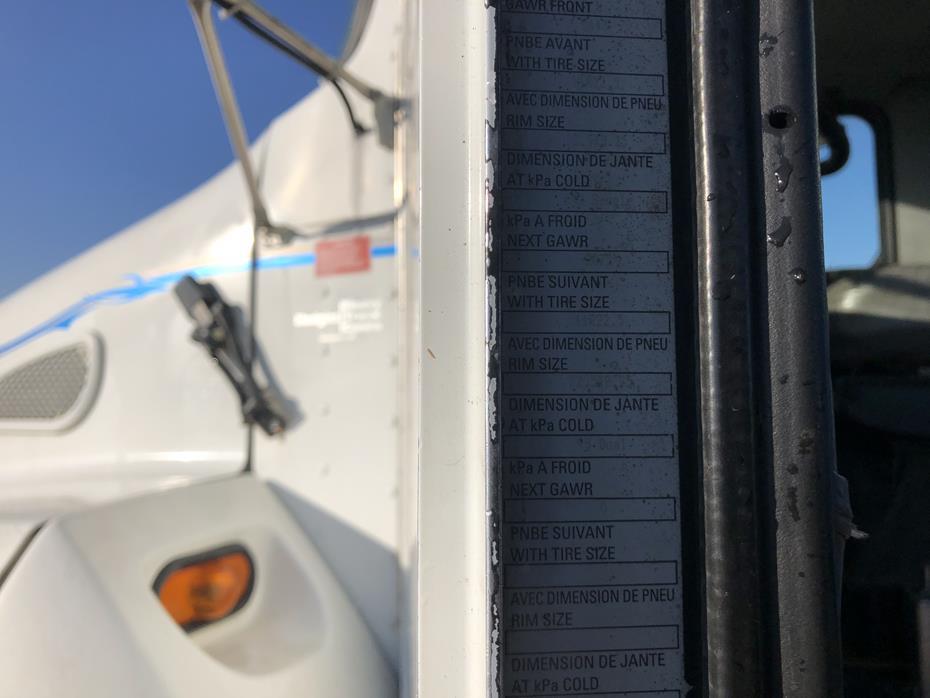 GAWR FRONT
PNBE AVANT
WITH TIRE SIZE
AVEC DIMENSION DE PNEU
RIM SIZE
DIMENSION DE JANTE
AT kPa COLD
kPa A FROID
NEXT GAWR
PNBE SUIVANT
WITH TIRE SIZE
AVEC DIMENSION DE PNEU
RIM SIZE
DIMENSION DE JANTE
AT kPa COLD
kPa A FROID
NEXT GAWR
PNBE SUIVANT
WITH TIRE SIZE
AVEC DIMENSION DE PNEU
RIM SIZE
DIMENSION DE JANTE
AT kPa COLD